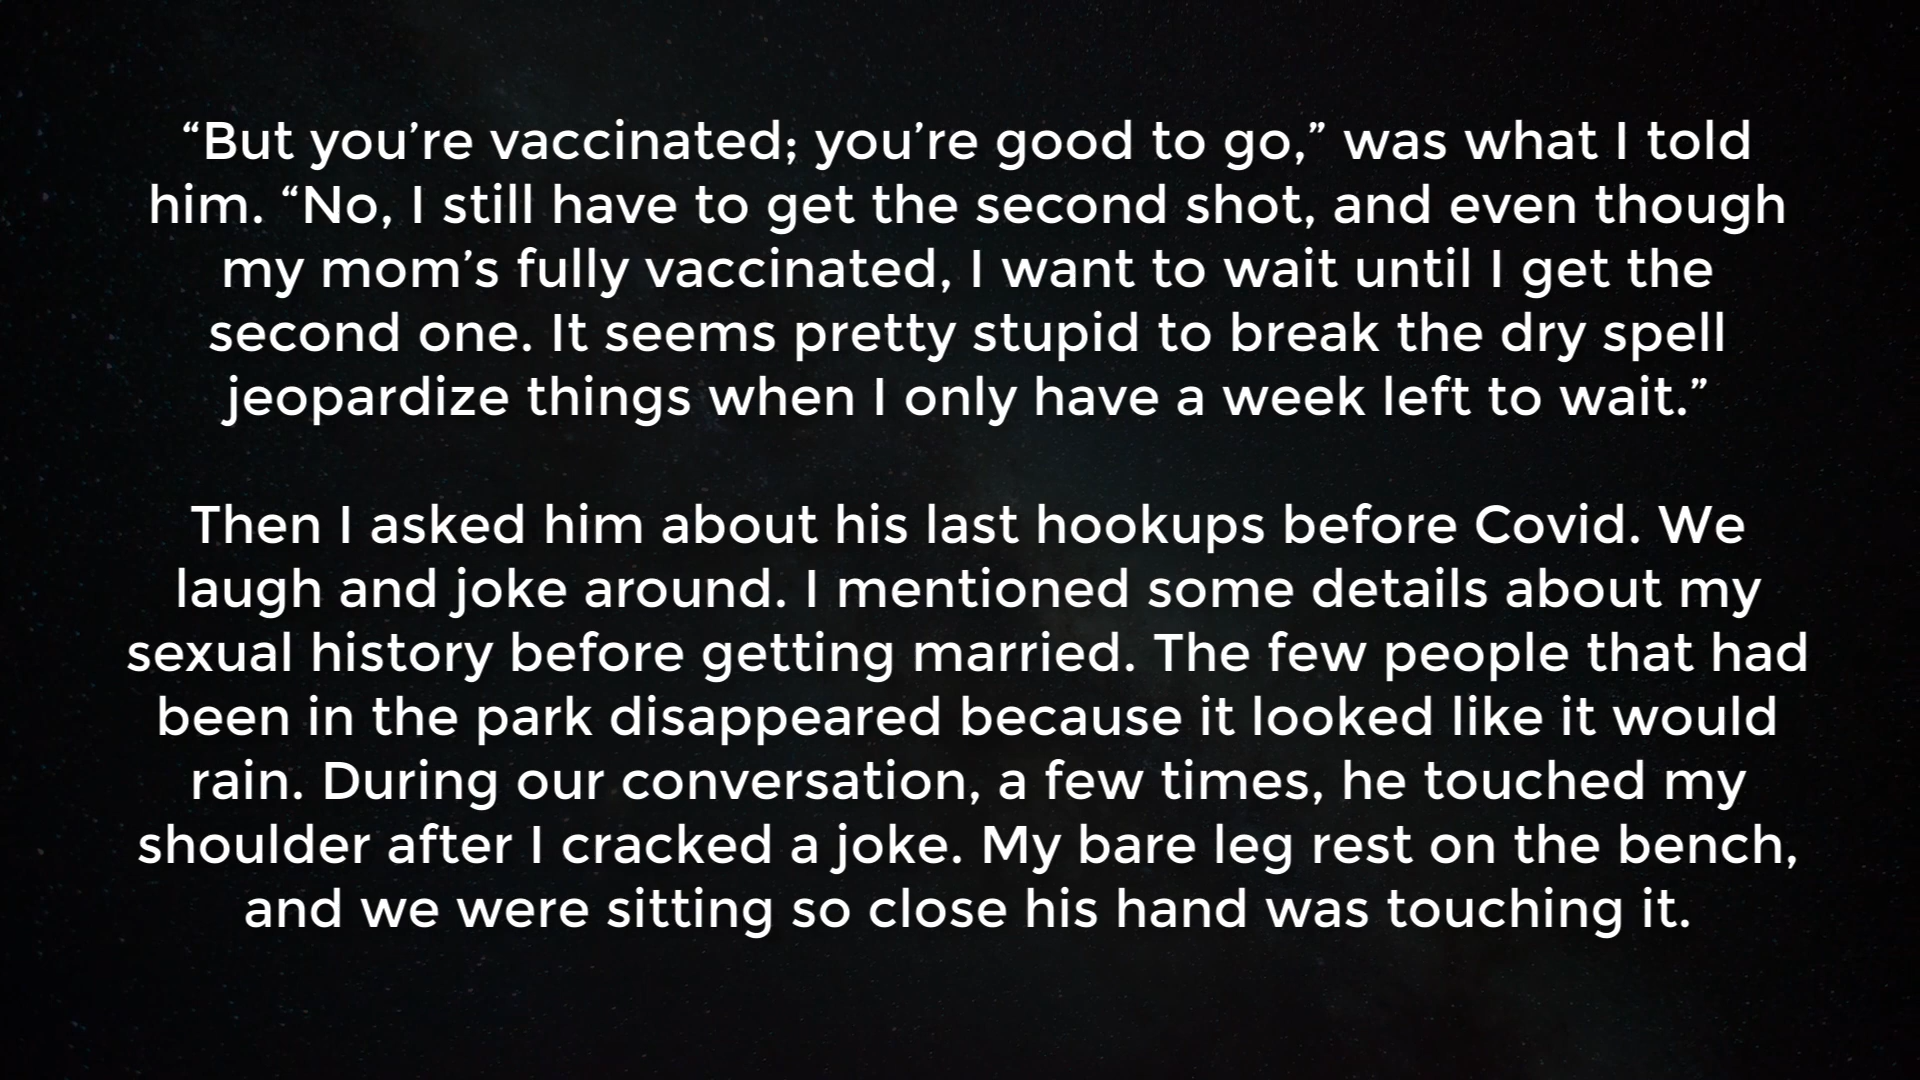 “But you’re vaccinated; you’re good to go,” was what I told
him. “No, I still have to get the second shot, and even though
my mom’s fully vaccinated, I want to wait until I get the
second one. It seems pretty stupid to break the dry spell
jeopardize things when I only have a week left to wait.”
Then I asked him about his last hookups before Covid. We
laugh and joke around. I mentioned some details about my
sexual history before getting married. The few people that had
been in the park disappeared because it looked like it would
rain. During our conversation, a few times, he touched my
shoulder after I cracked a joke. My bare leg rest on the bench,
and we were sitting so close his hand was touching it.